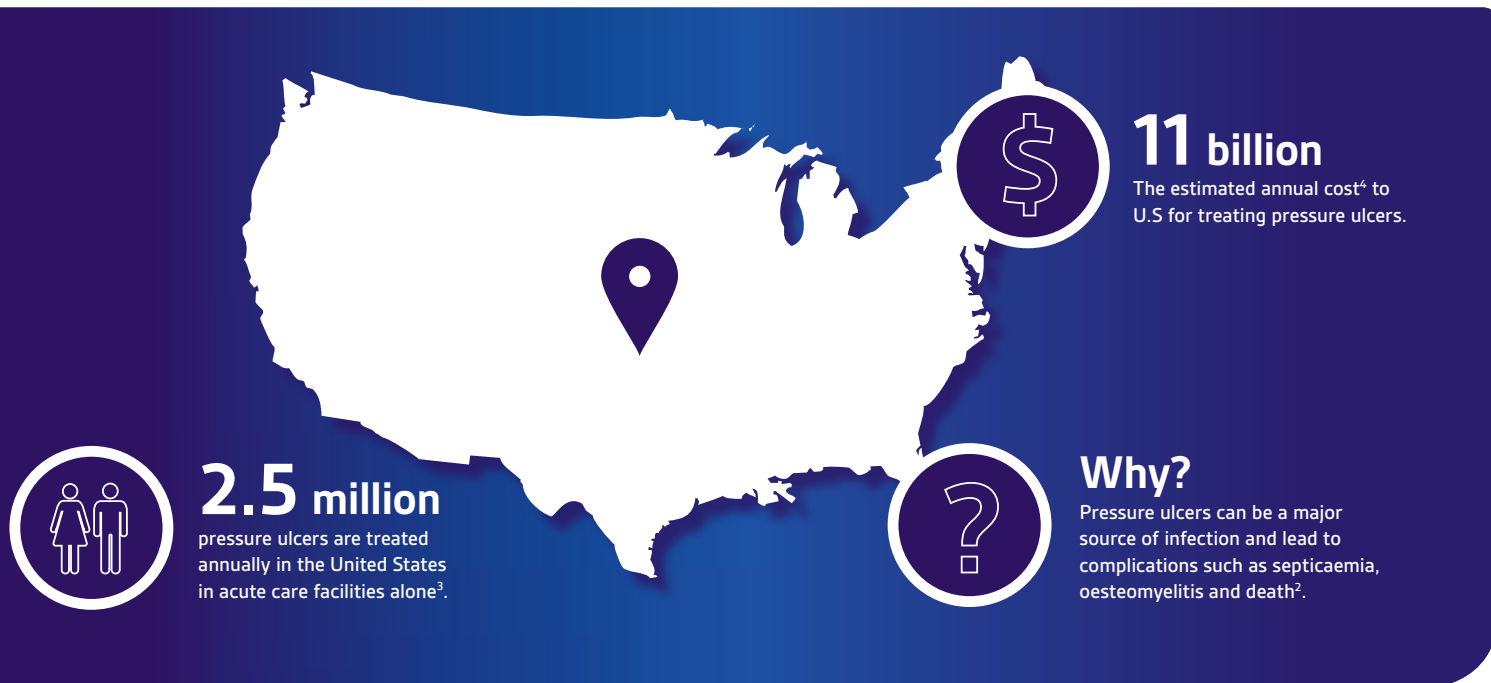 $
11 billion
The estimated annual cost⁴ to
U.S for treating pressure ulcers.
2.5 million
pressure ulcers are treated
annually in the United States
in acute care facilities alone³.
?
Why?
Pressure ulcers can be a major
source of infection and lead to
complications such as septicaemia,
oesteomyelitis and death².